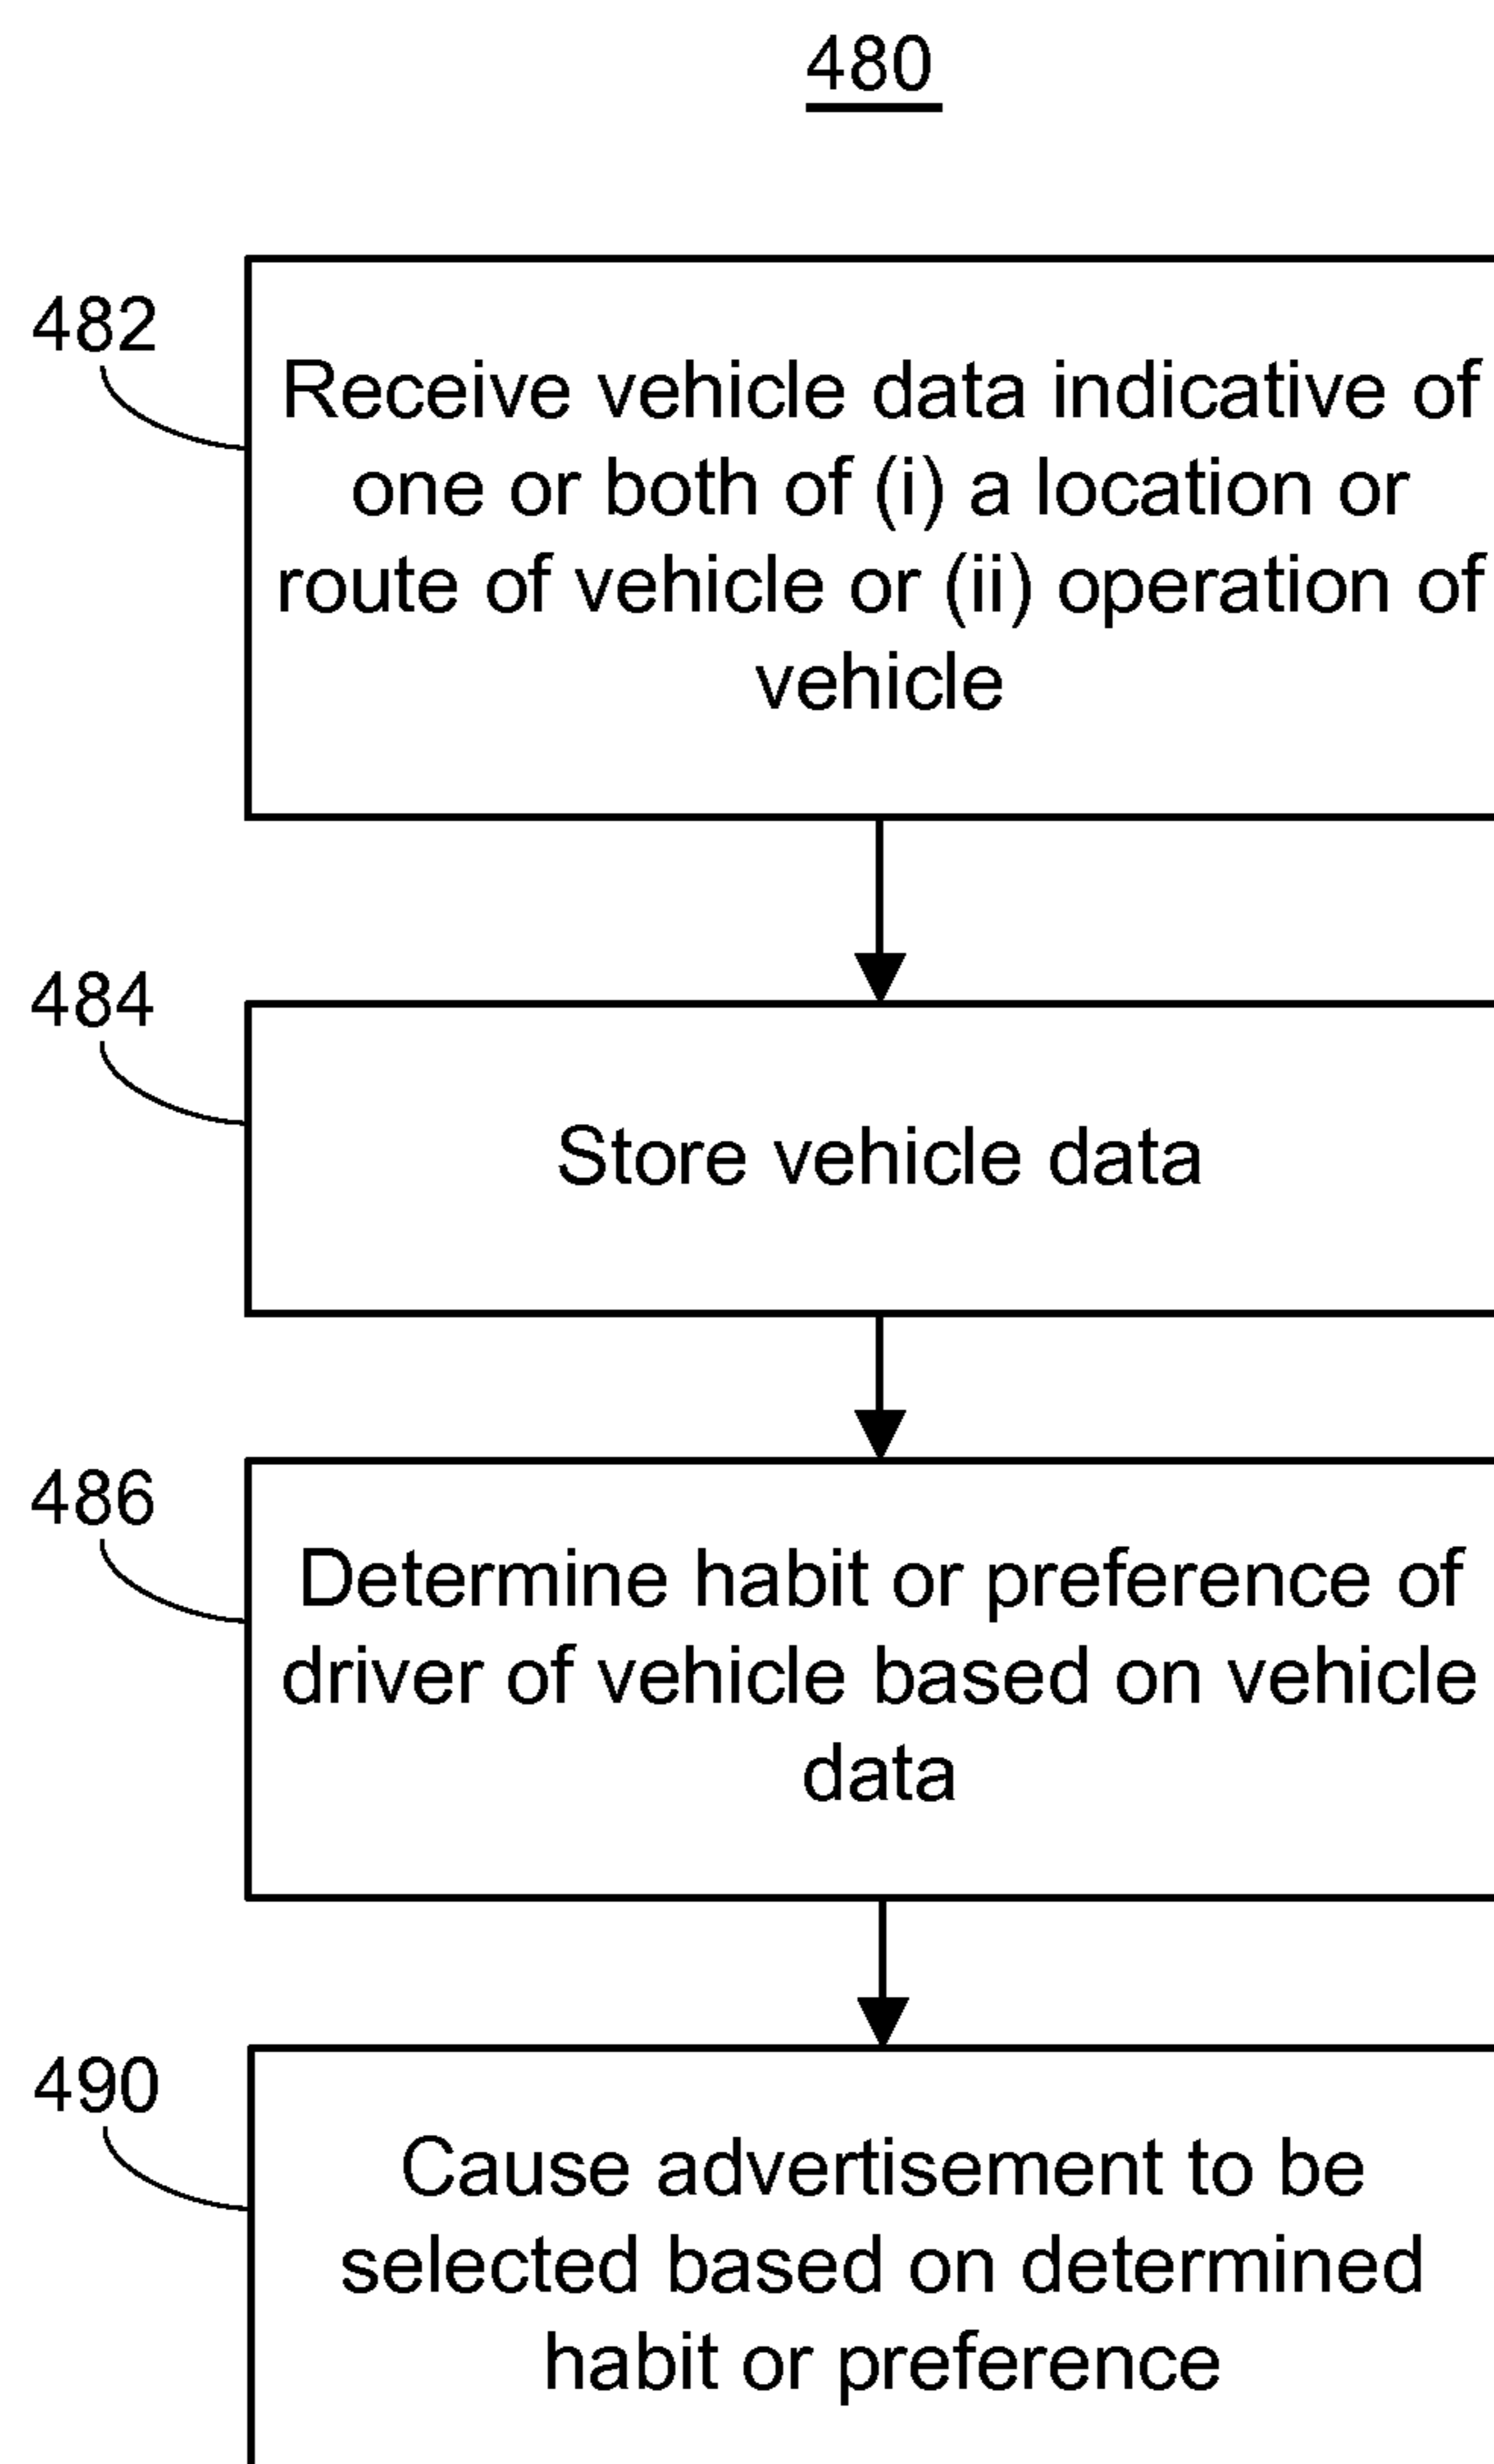 480
482
Receive vehicle data indicative of
one or both of (i) a location or
route of vehicle or (ii) operation of
vehicle
484
Store vehicle data
486
Determine habit or preference of
driver of vehicle based on vehicle
data
490
Cause advertisement to be
selected based on determined
habit or preference